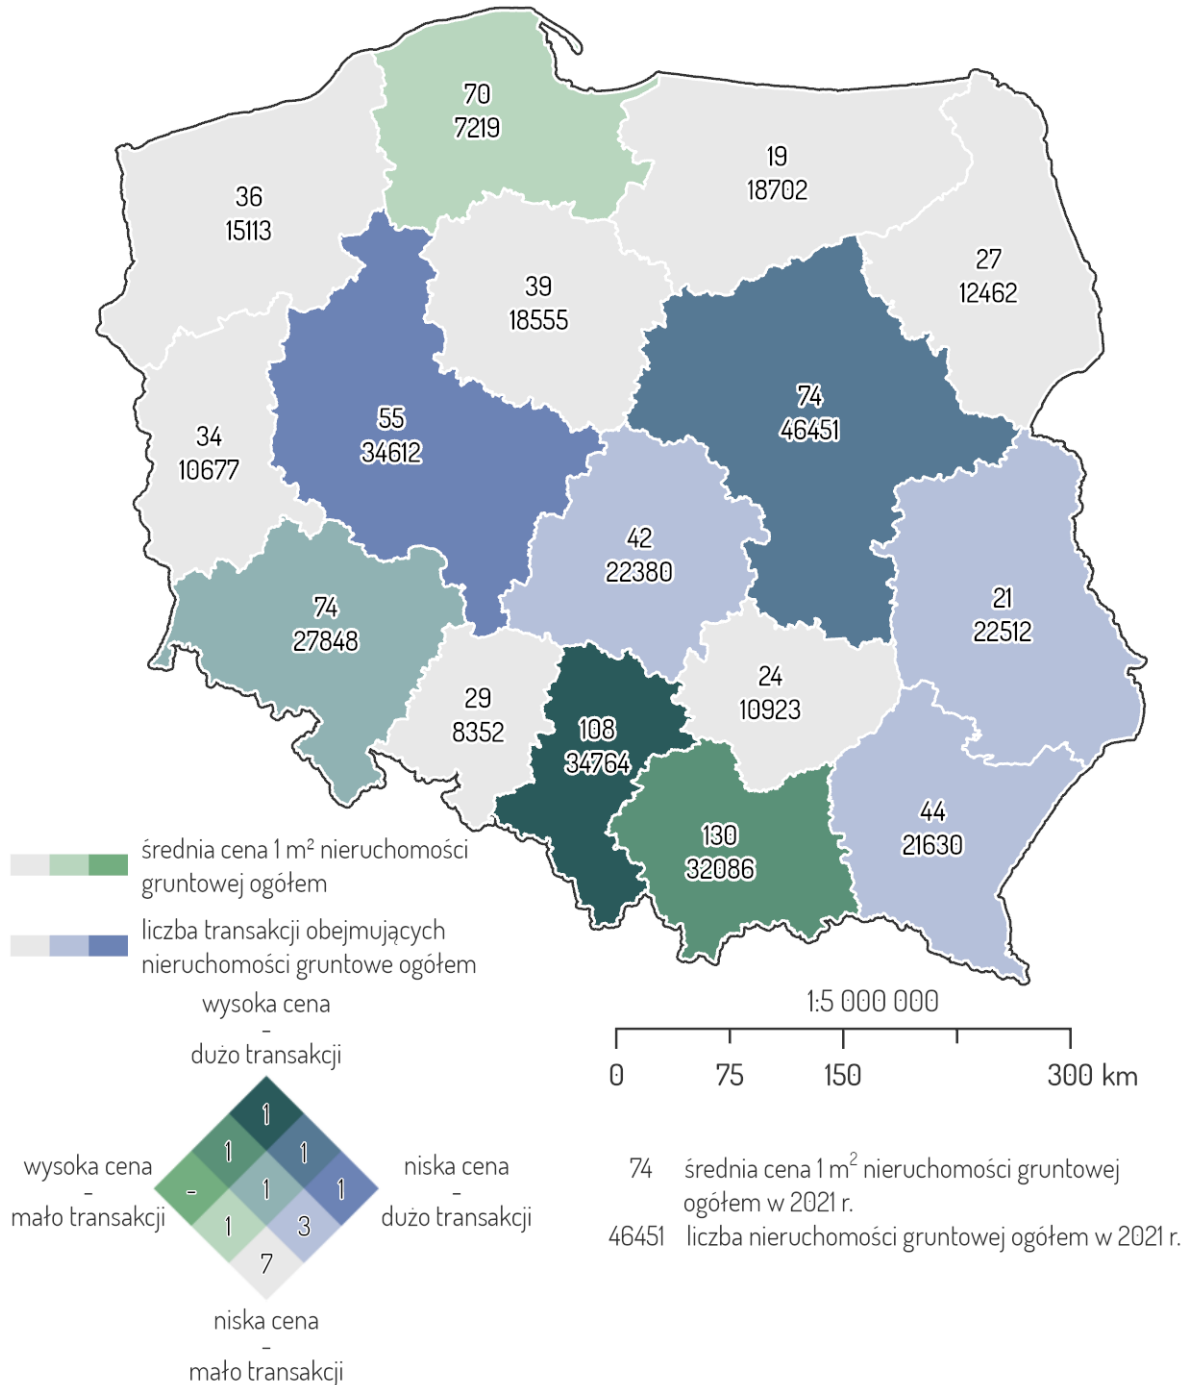 70
7219
19
18702
36
15113
27
12462
39
18555
74
46451
55
34612
34
10677
42
22380
21
22512
74
27848
24
10923
29
8352
108
34764
44
21630
130
32086
średnia cena 1 m² nieruchomości
gruntowej ogółem
liczba transakcji obejmujących
nieruchomości gruntowe ogółem
wysoka cena
-
dużo transakcji
1:5 000 000
0 75 150 300 km
1
1 1
wysoka cena
-
mało transakcji
- 1 1
niska cena
-
dużo transakcji
1 3
7
niska cena
-
mało transakcji
74 średnia cena 1 m² nieruchomości gruntowej
ogółem w 2021 r.
46451 liczba nieruchomości gruntowej ogółem w 2021 r.